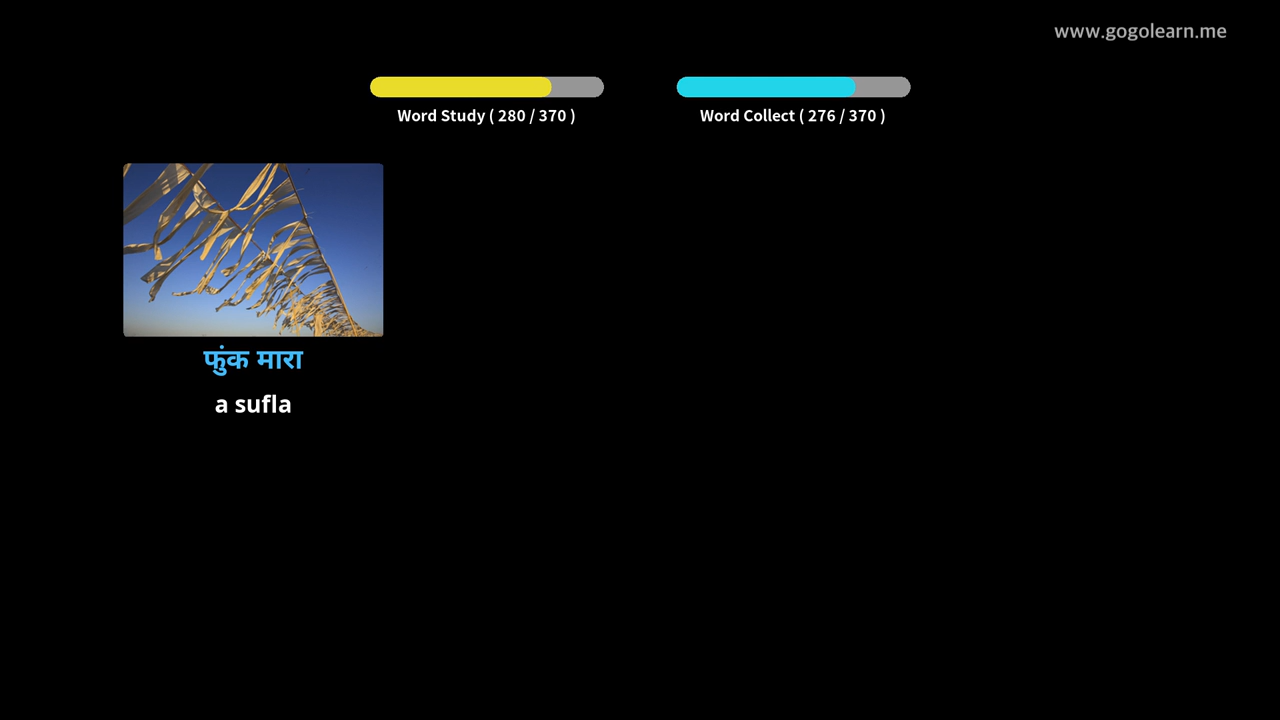 www.gogolearn.me
Word Study ( 280 / 370 )
Word Collect ( 276 / 370 )
फुंक मारा
a sufla